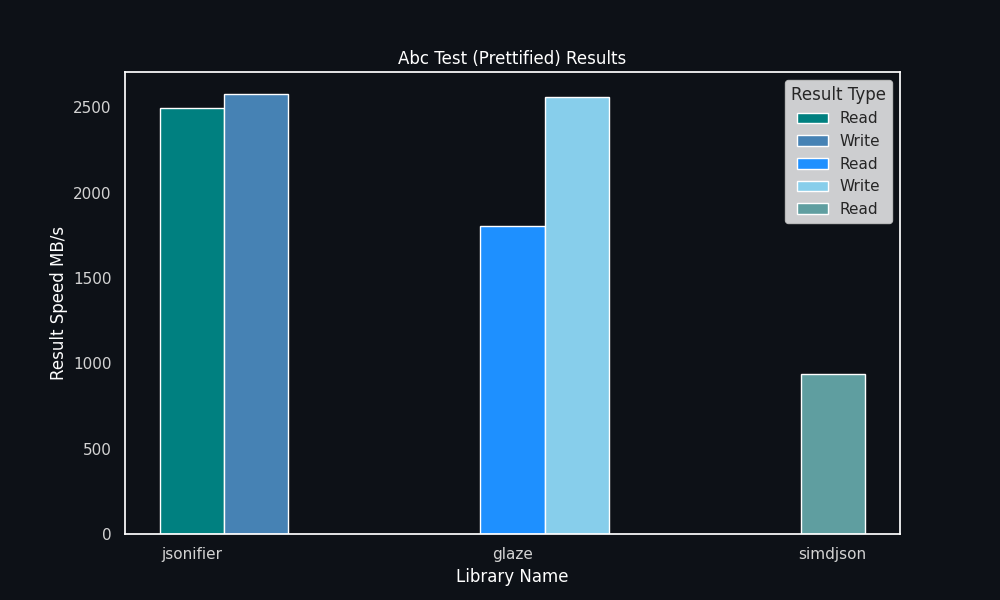 Abc Test (Prettified) Results
Result Type
Read
Write
Read
Write
Read
Result Speed MB/s
2500
2000
1500
1000
500
0
jsonifier
glaze
simdjson
Library Name